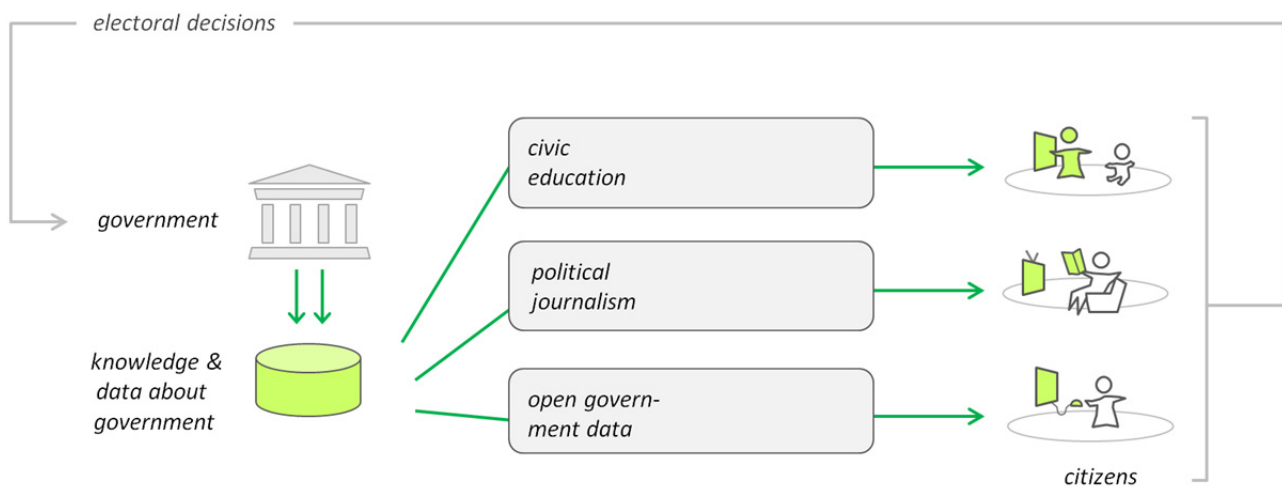 electoral decisions
civic
education
government
political
journalism
knowledge &
data about
government
open govern-
ment data
citizens